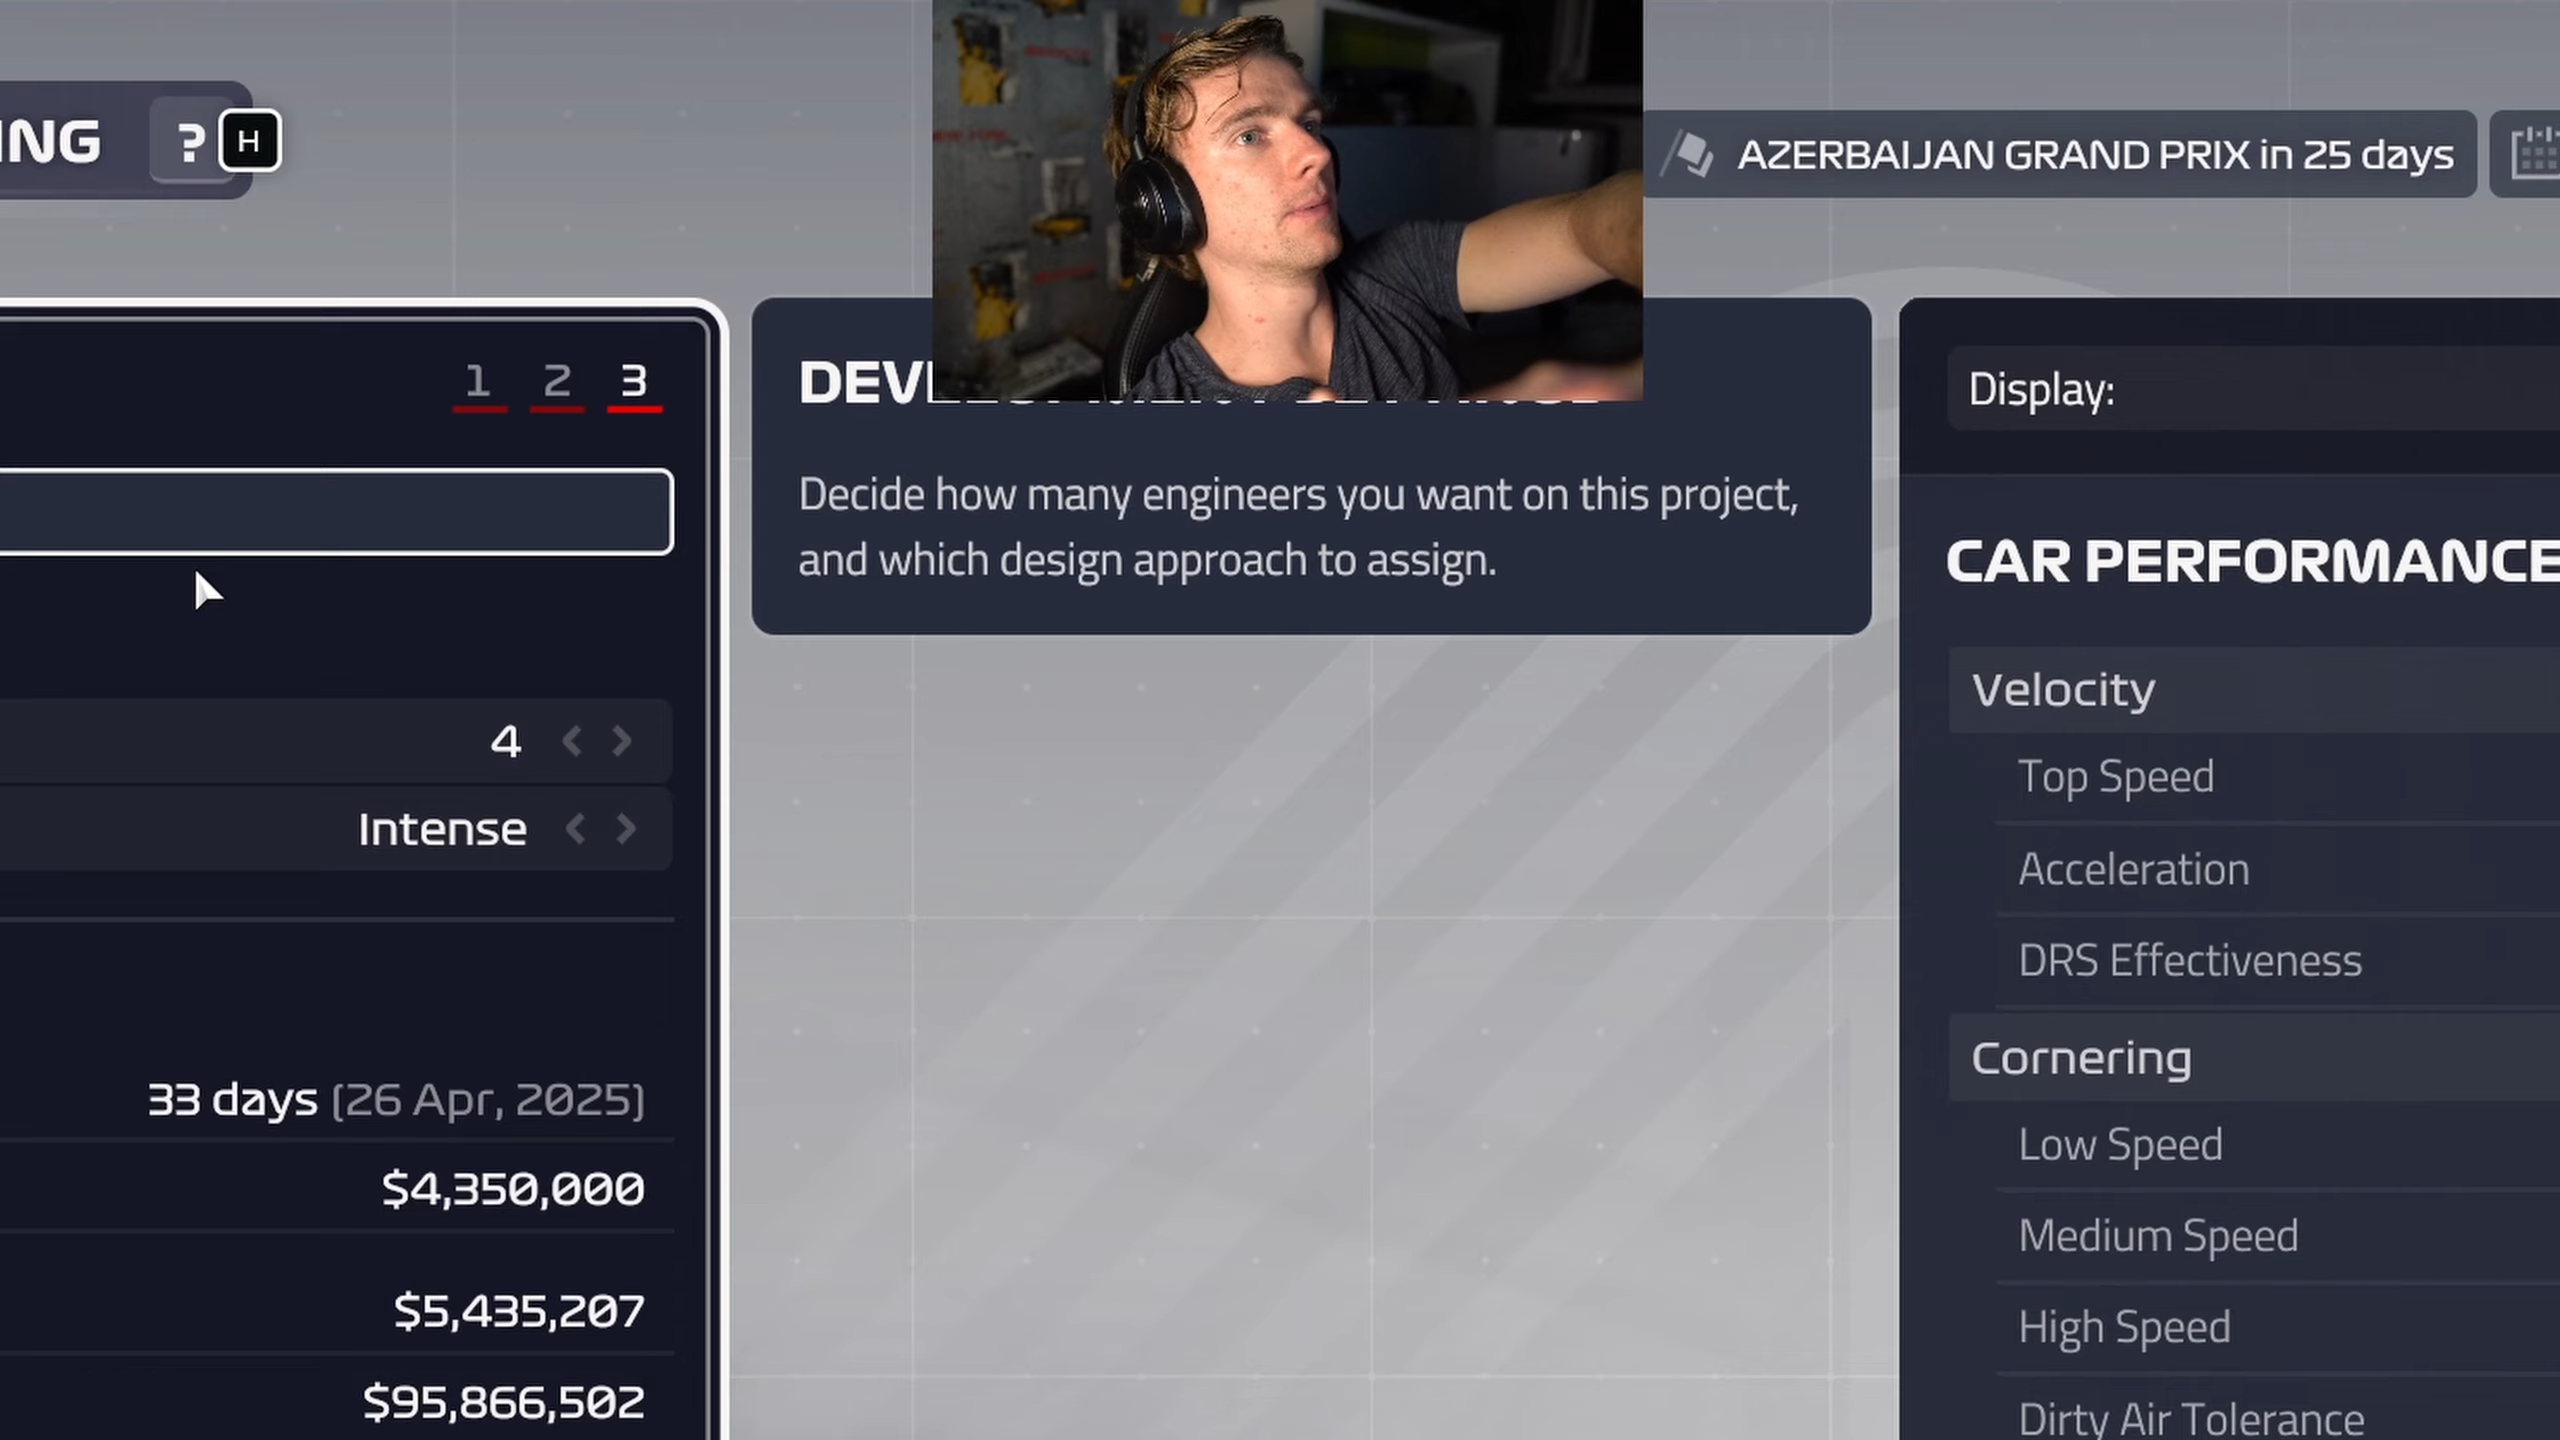 ING ? H
AZERBAIJAN GRAND PRIX in 25 days
1 2 3
4
Intense
33 days (26 Apr, 2025)
$4,350,000
$5,435,207
$95,866,502
Decide how many engineers you want on this project,
and which design approach to assign.
Display:
CAR PERFORMANCE
Velocity
Top Speed
Acceleration
DRS Effectiveness
Cornering
Low Speed
Medium Speed
High Speed
Dirty Air Tolerance